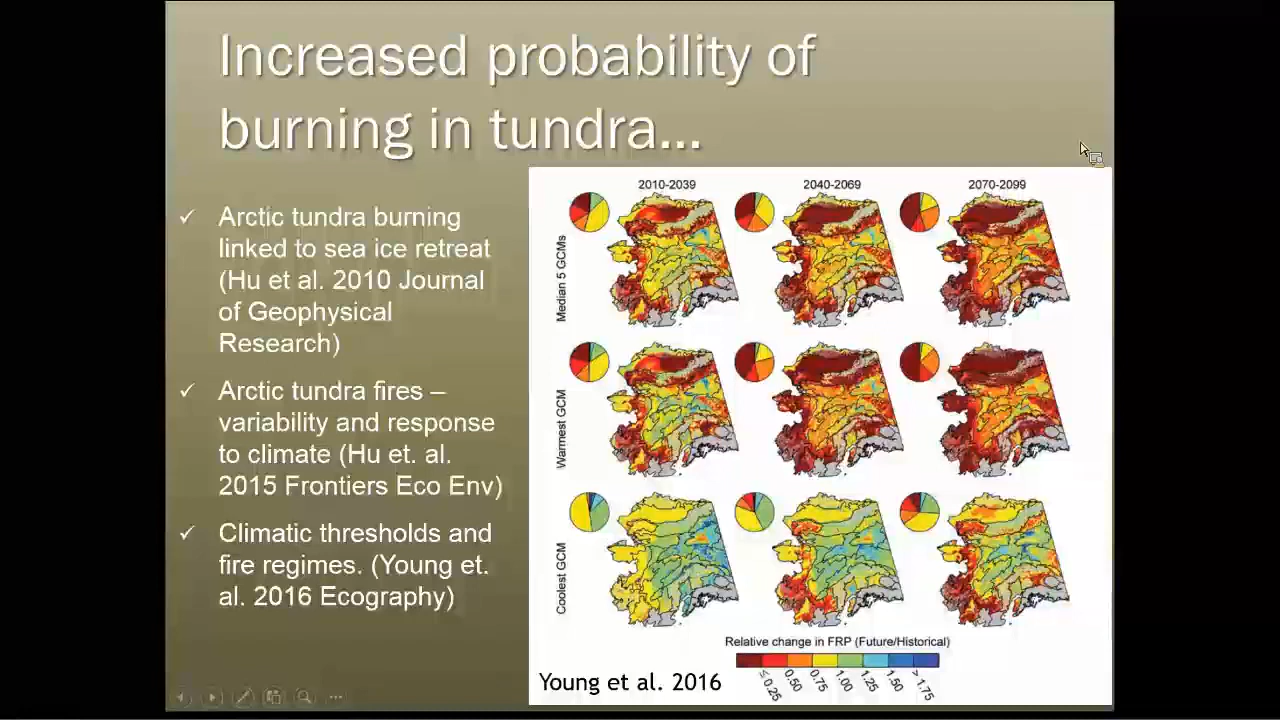 Increased probability of
burning in tundra...
✓ Arctic tundra burning
linked to sea ice retreat
(Hu et al. 2010 Journal
of Geophysical
Research)
✓ Arctic tundra fires –
variability and response
to climate (Hu et. al.
2015 Frontiers Eco Env)
✓ Climatic thresholds and
fire regimes. (Young et.
al. 2016 Ecography)
2010-2039 2040-2069 2070-2099
Median 5 GCMs
Warmest GCM
Coolest GCM
Relative change in FRP (Future/Historical)
≤ 0.25 0.50 0.75 1.00 1.25 1.50 > 1.75
Young et al. 2016